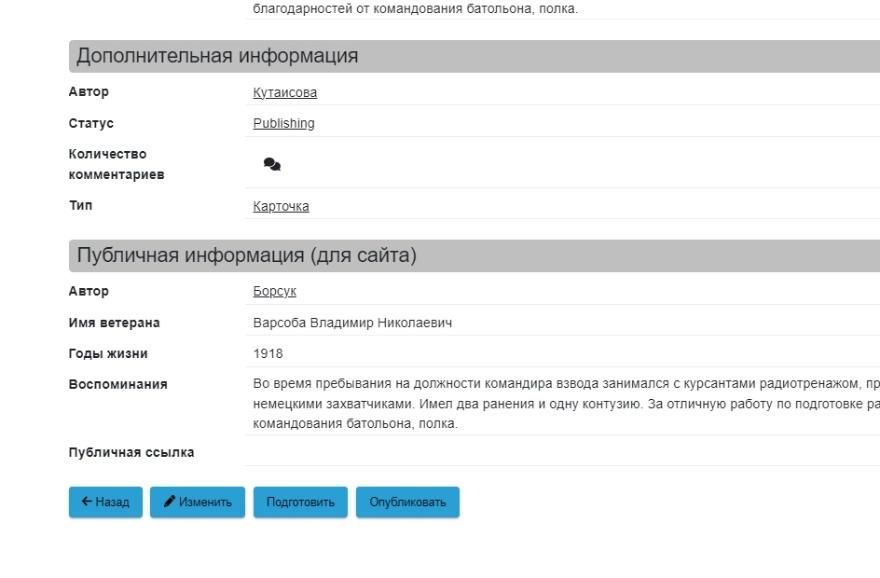 благодарностей от командования батольона, полка.
Дополнительная информация
Автор
Кутаисова
Статус
Publishing
Количество
комментариев
Тип
Карточка
Публичная информация (для сайта)
Автор
Борсук
Имя ветерана
Варсоба Владимир Николаевич
Годы жизни
1918
Воспоминания
Во время пребывания на должности командира взвода занимался с курсантами радиотренажом, пр
немецкими захватчиками. Имел два ранения и одну контузию. За отличную работу по подготовке ра
командования батольона, полка.
Публичная ссылка
Назад
Изменить
Подготовить
Опубликовать